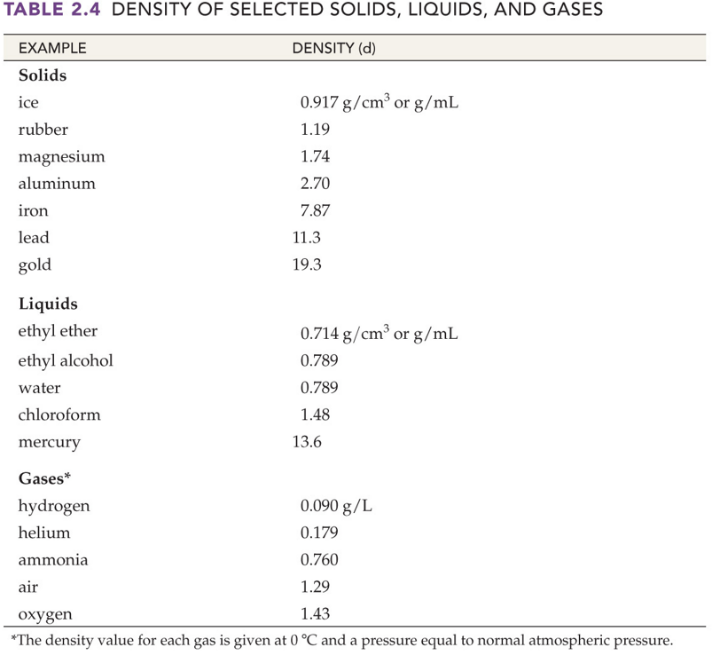 TABLE 2.4 DENSITY OF SELECTED SOLIDS, LIQUIDS, AND GASES
EXAMPLE DENSITY (d)
Solids
ice 0.917 g/cm³ or g/mL
rubber 1.19
magnesium 1.74
aluminum 2.70
iron 7.87
lead 11.3
gold 19.3
Liquids
ethyl ether 0.714 g/cm³ or g/mL
ethyl alcohol 0.789
water 0.789
chloroform 1.48
mercury 13.6
Gases*
hydrogen 0.090 g/L
helium 0.179
ammonia 0.760
air 1.29
oxygen 1.43
*The density value for each gas is given at 0 °C and a pressure equal to normal atmospheric pressure.